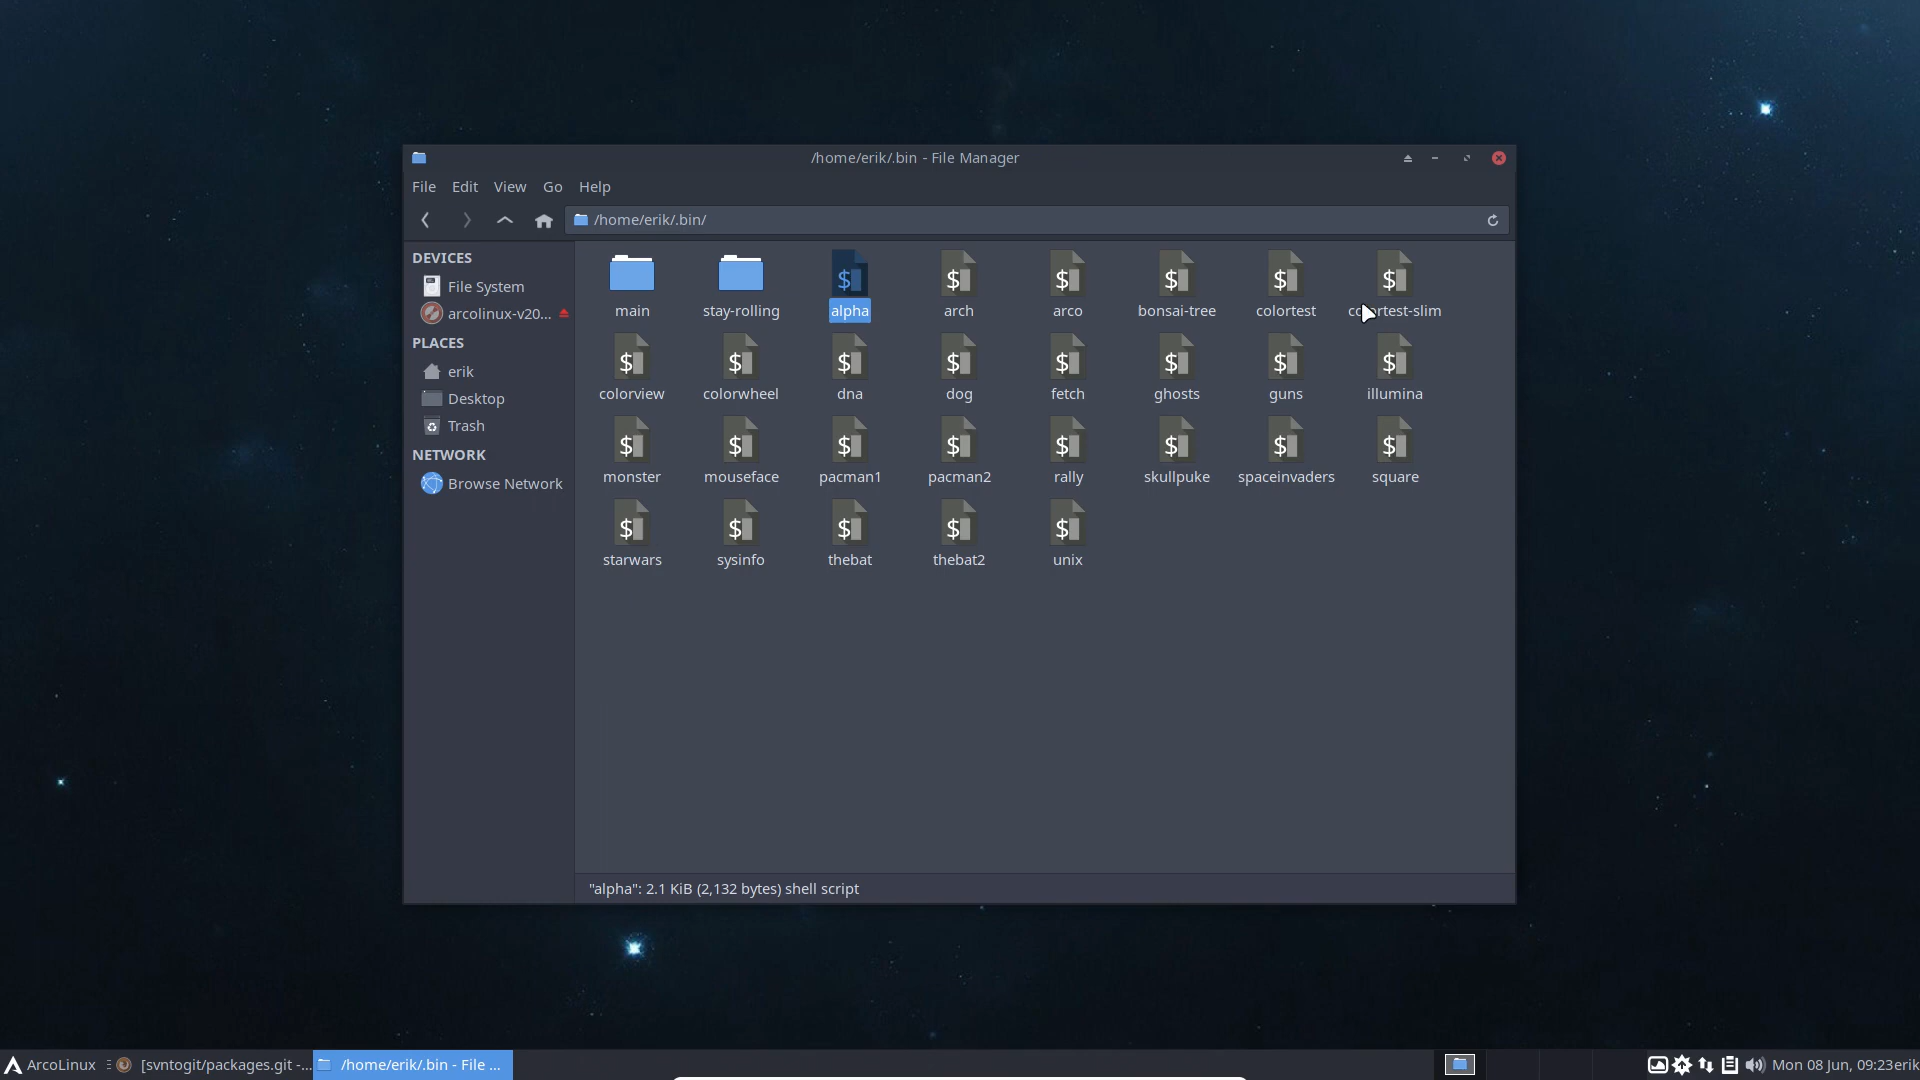 /home/erik/.bin - File Manager
File Edit View Go Help
/home/erik/.bin/
DEVICES
File System
arcolinux-v20...
PLACES
erik
Desktop
Trash
NETWORK
Browse Network
main stay-rolling alpha arch arco bonsai-tree colortest colortest-slim
colorview colorwheel dna dog fetch ghosts guns illumina
monster mouseface pacman1 pacman2 rally skullpuke spaceinvaders square
starwars sysinfo thebat thebat2 unix
"alpha": 2.1 KiB (2,132 bytes) shell script
ArcoLinux [svntogit/packages.git -... /home/erik/.bin - File ... Mon 08 Jun, 09:23 erik